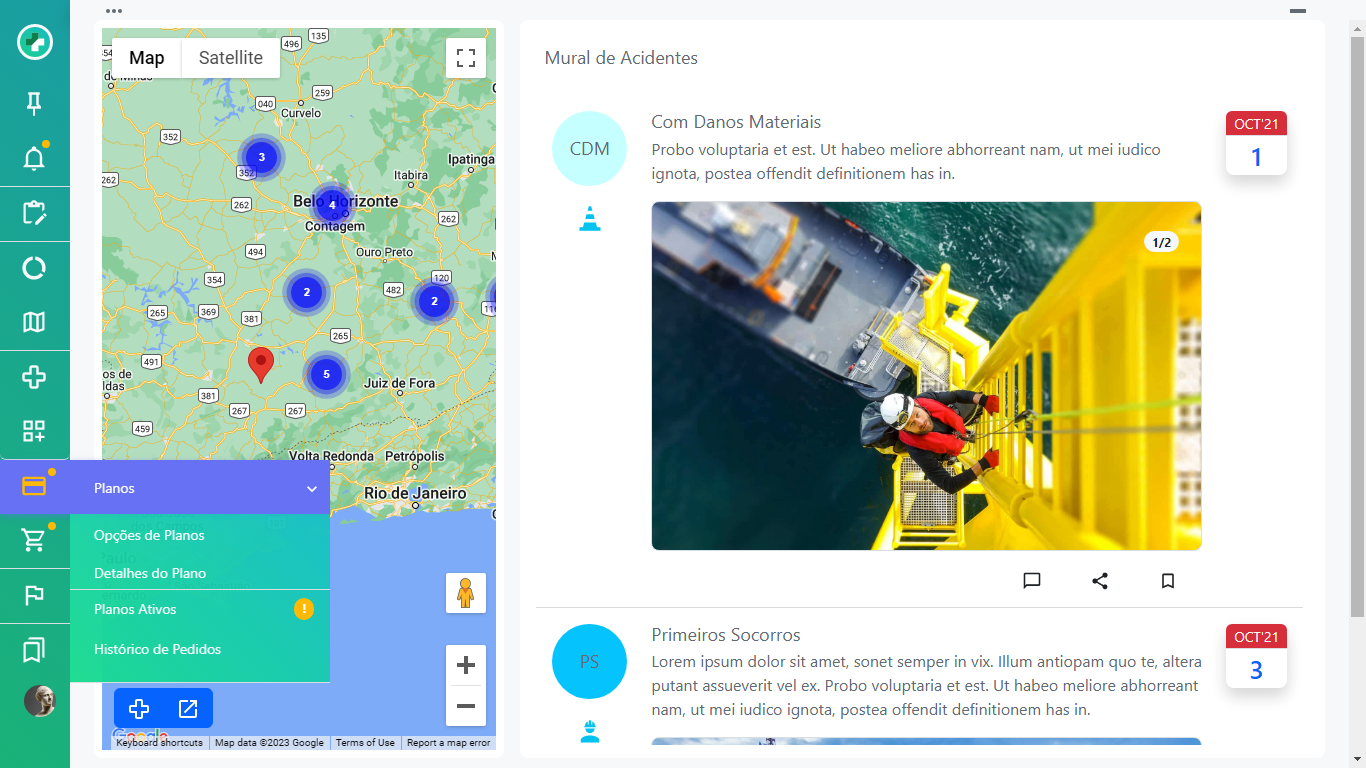 Map
Satellite
Mural de Acidentes
135
496
040
259
Curvelo
352
3
352
262
Ipatinga
Itabira
262
4
Belo Horizonte
Contagem
262
494
Ouro Preto
354
120
482
2
2
265
369
381
265
491
5
Juiz de Fora
381
267
267
459
Volta Redonda
Petrópolis
Rio de Janeiro
Planos
Opções de Planos
Detalhes do Plano
Planos Ativos
!
Histórico de Pedidos
Google
Keyboard shortcuts
Map data ©2023 Google
Terms of Use
Report a map error
CDM
Com Danos Materiais
Probo voluptaria et est. Ut habeo meliore abhorreant nam, ut mei iudico
ignota, postea offendit definitionem has in.
OCT'21
1
1/2
PS
Primeiros Socorros
Lorem ipsum dolor sit amet, sonet semper in vix. Illum antiopam quo te, altera
putant assueverit vel ex. Probo voluptaria et est. Ut habeo meliore abhorreant
nam, ut mei iudico ignota, postea offendit definitionem has in.
OCT'21
3